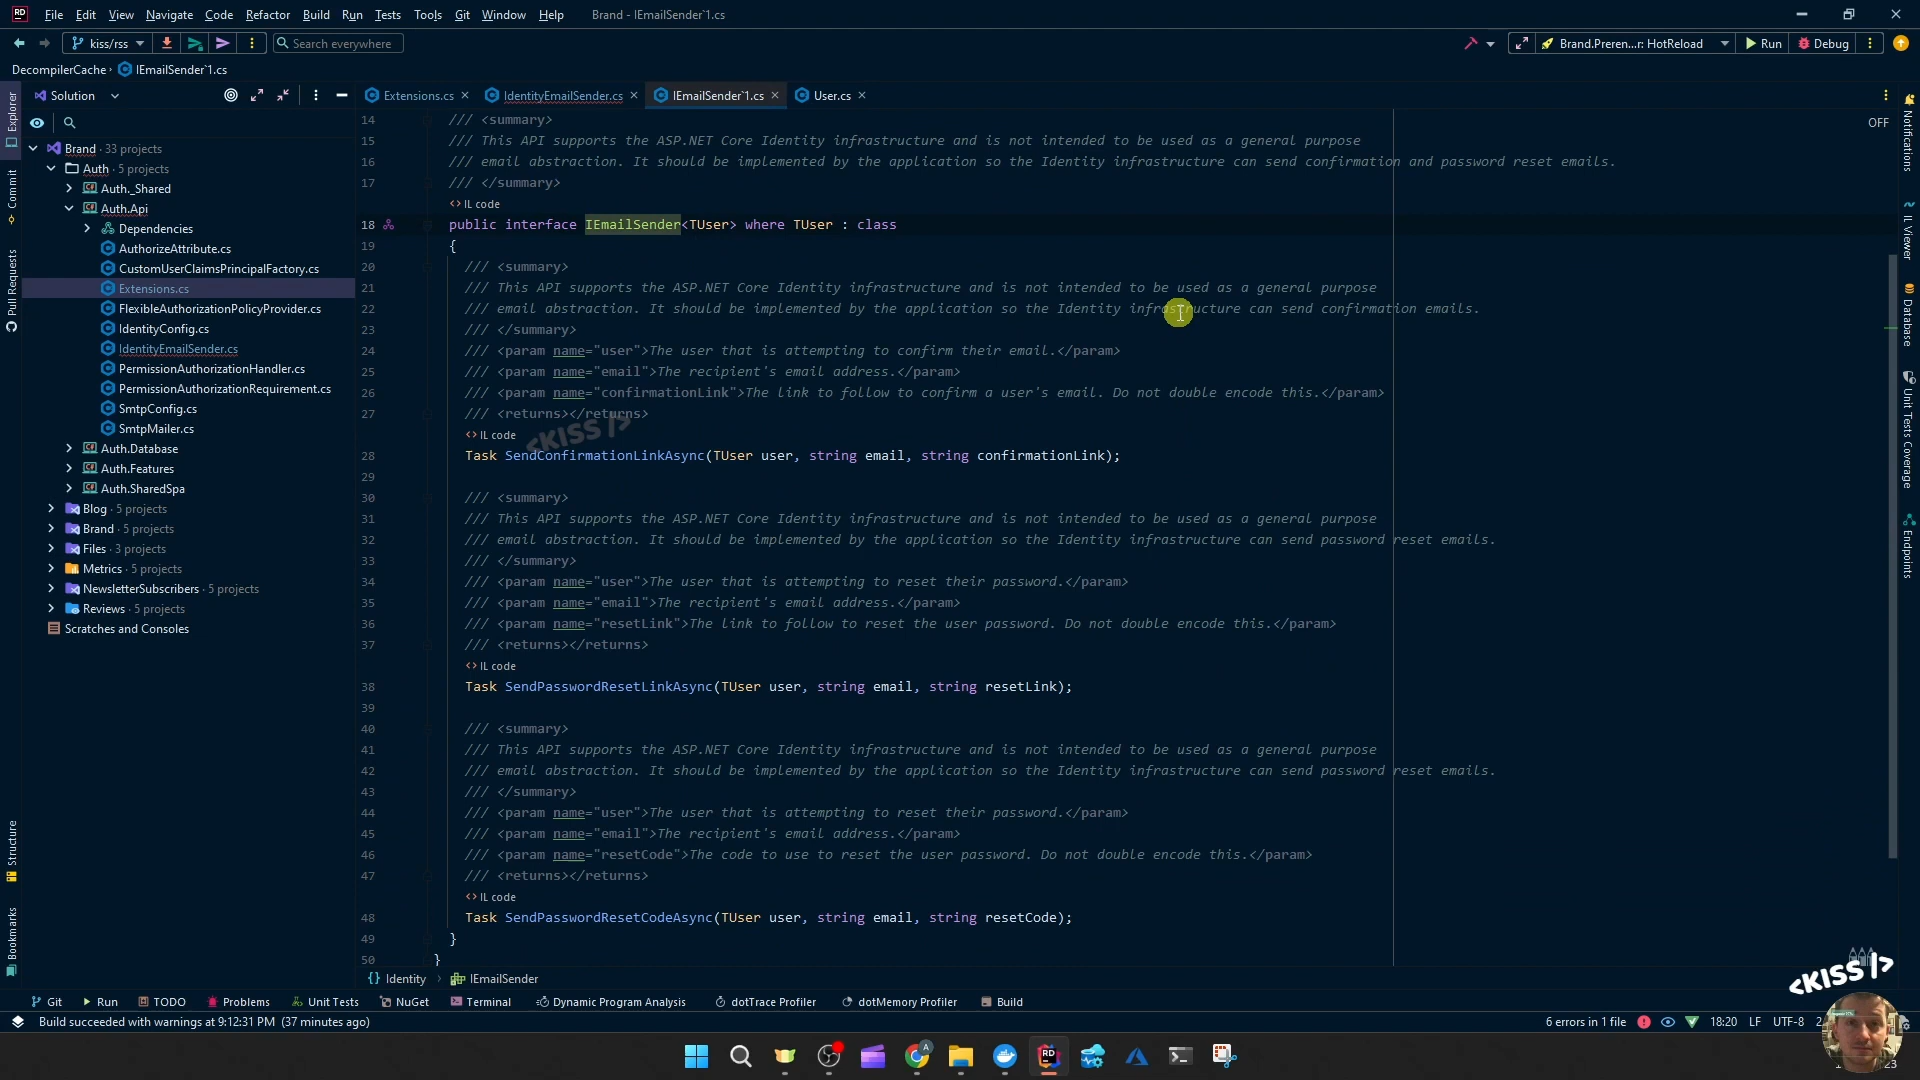 File Edit View Navigate Code Refactor Build Run Tests Tools Git Window Help Brand - IEmailSender`1.cs
kiss/rss Search everywhere Brand.Preren...r: HotReload Run Debug
DecompilerCache IEmailSender`1.cs
Solution Extensions.cs IdentityEmailSender.cs IEmailSender`1.cs User.cs
OFF
Explorer
Commit
Pull Requests
Structure
Bookmarks
Brand · 33 projects
Auth · 5 projects
Auth._Shared
Auth.Api
Dependencies
AuthorizeAttribute.cs
CustomUserClaimsPrincipalFactory.cs
Extensions.cs
FlexibleAuthorizationPolicyProvider.cs
IdentityConfig.cs
IdentityEmailSender.cs
PermissionAuthorizationHandler.cs
PermissionAuthorizationRequirement.cs
SmtpConfig.cs
SmtpMailer.cs
Auth.Database
Auth.Features
Auth.SharedSpa
Blog · 5 projects
Brand · 5 projects
Files · 3 projects
Metrics · 5 projects
NewsletterSubscribers · 5 projects
Reviews · 5 projects
Scratches and Consoles
14 /// <summary>
15 /// This API supports the ASP.NET Core Identity infrastructure and is not intended to be used as a general purpose
16 /// email abstraction. It should be implemented by the application so the Identity infrastructure can send confirmation and password reset emails.
17 /// </summary>
<> IL code
18 public interface IEmailSender<TUser> where TUser : class
19 {
20 /// <summary>
21 /// This API supports the ASP.NET Core Identity infrastructure and is not intended to be used as a general purpose
22 /// email abstraction. It should be implemented by the application so the Identity infrastructure can send confirmation emails.
23 /// </summary>
24 /// <param name="user">The user that is attempting to confirm their email.</param>
25 /// <param name="email">The recipient's email address.</param>
26 /// <param name="confirmationLink">The link to follow to confirm a user's email. Do not double encode this.</param>
27 /// <returns></returns>
<KISS />
<> IL code
28 Task SendConfirmationLinkAsync(TUser user, string email, string confirmationLink);
29
30 /// <summary>
31 /// This API supports the ASP.NET Core Identity infrastructure and is not intended to be used as a general purpose
32 /// email abstraction. It should be implemented by the application so the Identity infrastructure can send password reset emails.
33 /// </summary>
34 /// <param name="user">The user that is attempting to reset their password.</param>
35 /// <param name="email">The recipient's email address.</param>
36 /// <param name="resetLink">The link to follow to reset the user password. Do not double encode this.</param>
37 /// <returns></returns>
<> IL code
38 Task SendPasswordResetLinkAsync(TUser user, string email, string resetLink);
39
40 /// <summary>
41 /// This API supports the ASP.NET Core Identity infrastructure and is not intended to be used as a general purpose
42 /// email abstraction. It should be implemented by the application so the Identity infrastructure can send password reset emails.
43 /// </summary>
44 /// <param name="user">The user that is attempting to reset their password.</param>
45 /// <param name="email">The recipient's email address.</param>
46 /// <param name="resetCode">The code to use to reset the user password. Do not double encode this.</param>
47 /// <returns></returns>
<> IL code
48 Task SendPasswordResetCodeAsync(TUser user, string email, string resetCode);
49 }
50 }
Notifications
IL Viewer
Database
Unit Tests Coverage
Endpoints
<KISS />
{} Identity IEmailSender
Git Run TODO Problems Unit Tests NuGet Terminal Dynamic Program Analysis dotTrace Profiler dotMemory Profiler Build
Build succeeded with warnings at 9:12:31 PM (37 minutes ago) 6 errors in 1 file 18:20 LF UTF-8